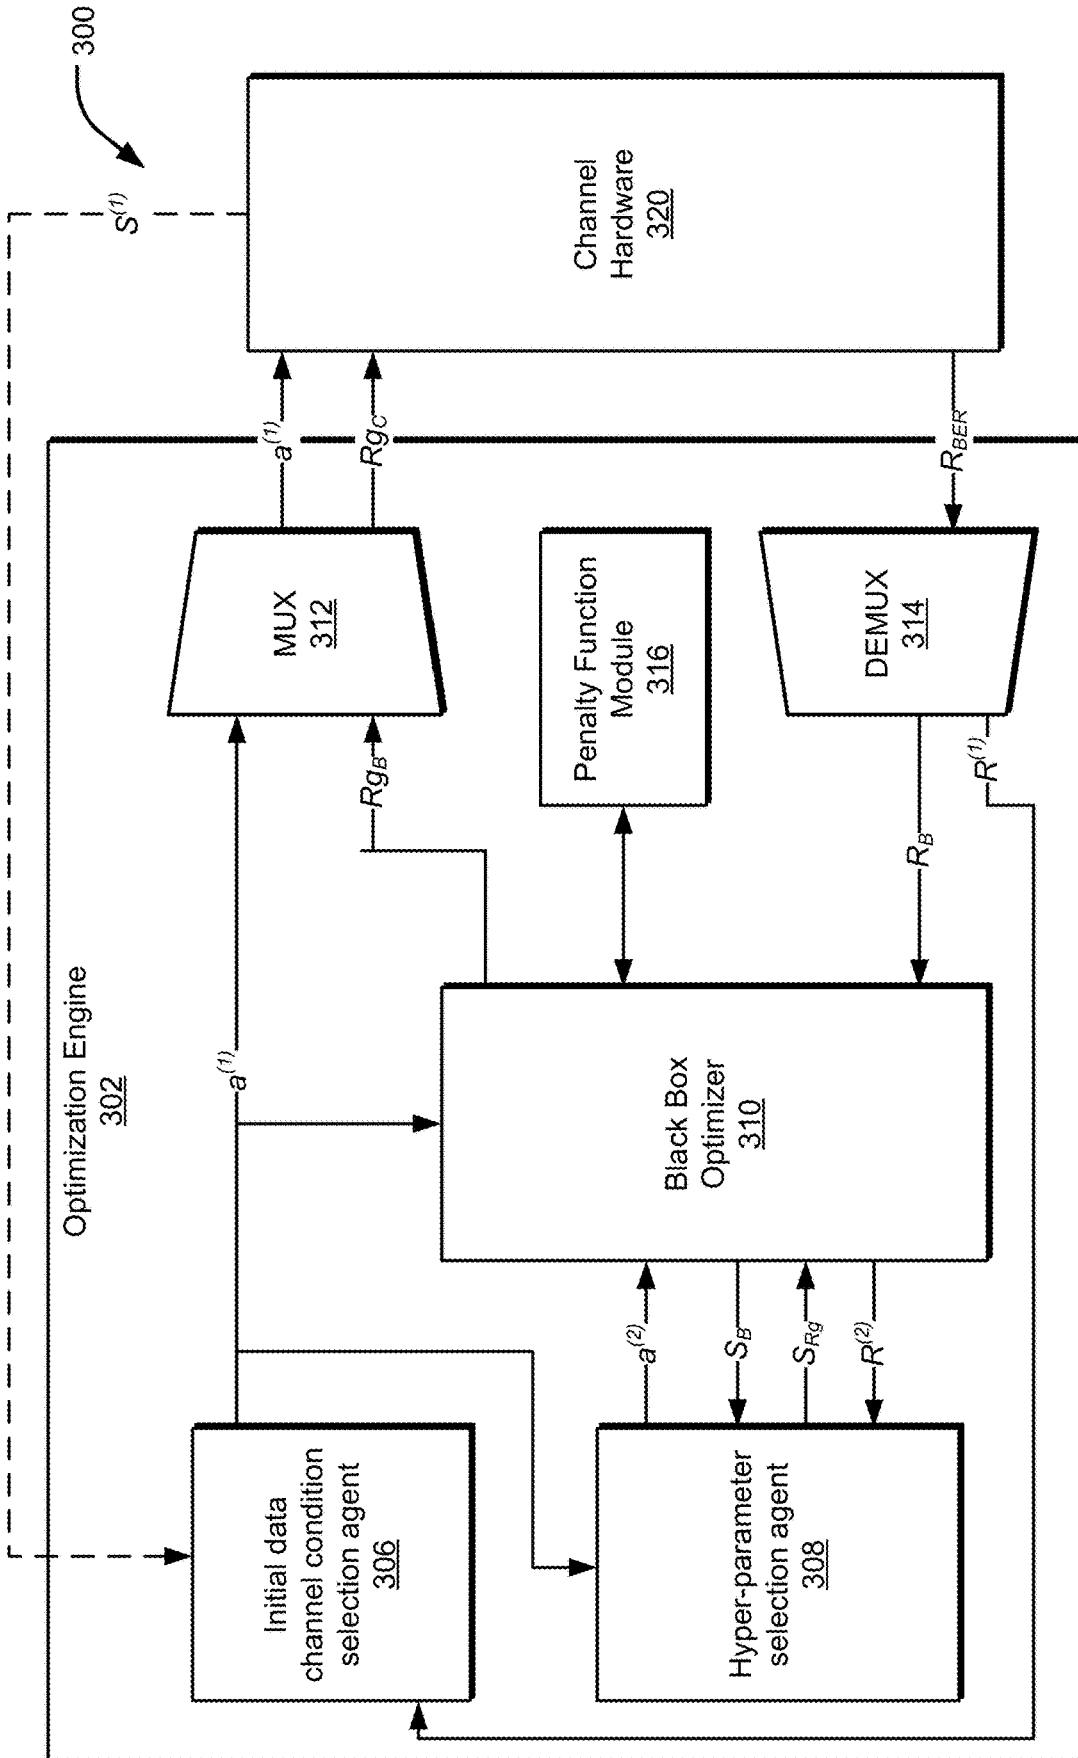 300
S(1)
Optimization Engine
302
Initial data
channel condition
selection agent
306
a(1)
MUX
312
a(1)
RgC
RgB
Channel
Hardware
320
Hyper-parameter
selection agent
308
a(2)
SB
SRg
R(2)
Black Box
Optimizer
310
Penalty Function
Module
316
RB
R(1)
DEMUX
314
RBER